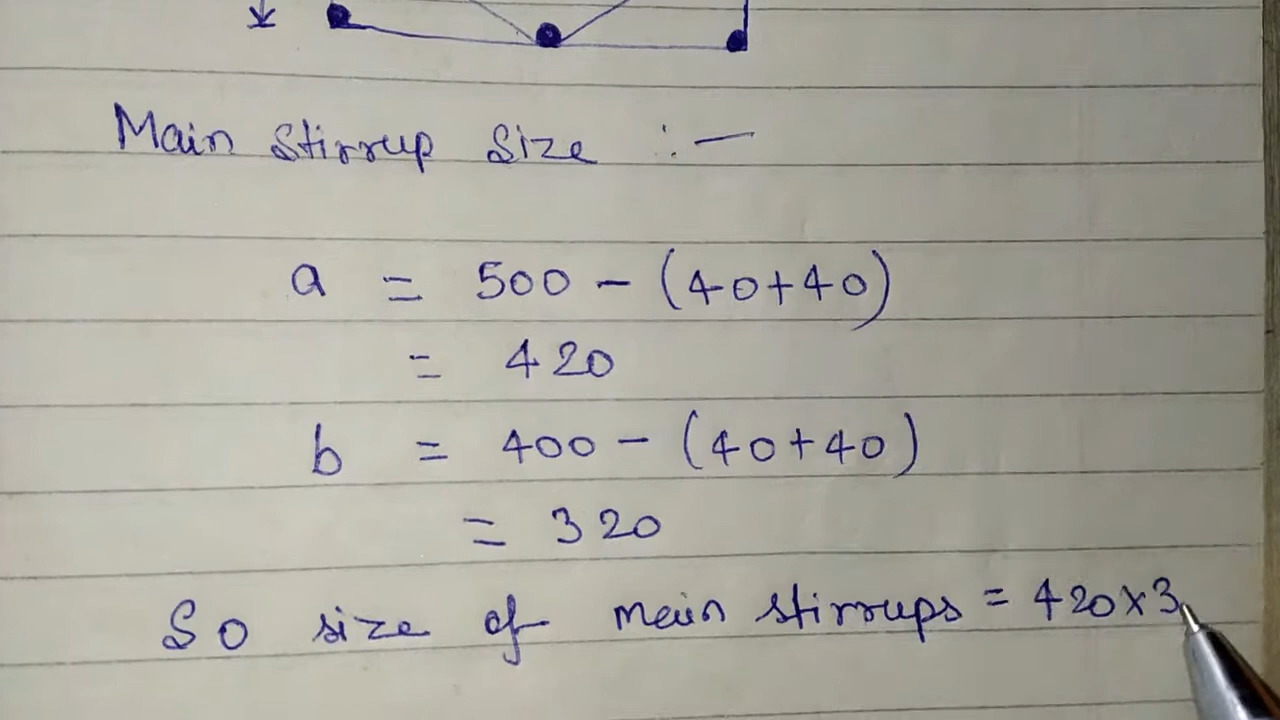 Main Stirrup Size :—
a = 500 - (40+40)
= 420
b = 400 - (40+40)
= 320
So size of main stirrups = 420x3